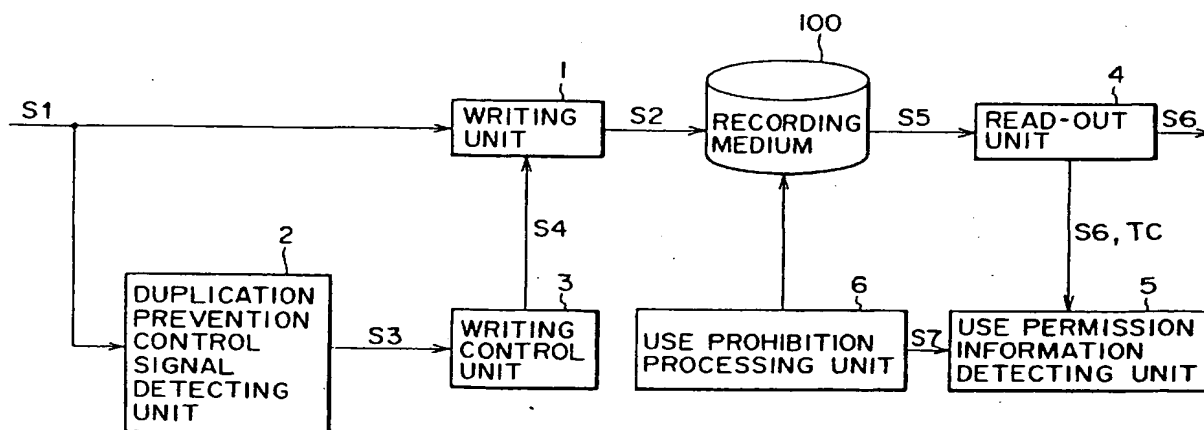 100
1
4
S1
WRITING
UNIT
S2
RECORDING
MEDIUM
S5
READ-OUT
UNIT
S6
S4
S6, TC
2
3
6
5
DUPLICATION
PREVENTION
CONTROL
SIGNAL
DETECTING
UNIT
S3
WRITING
CONTROL
UNIT
USE PROHIBITION
PROCESSING UNIT
S7
USE PERMISSION
INFORMATION
DETECTING UNIT